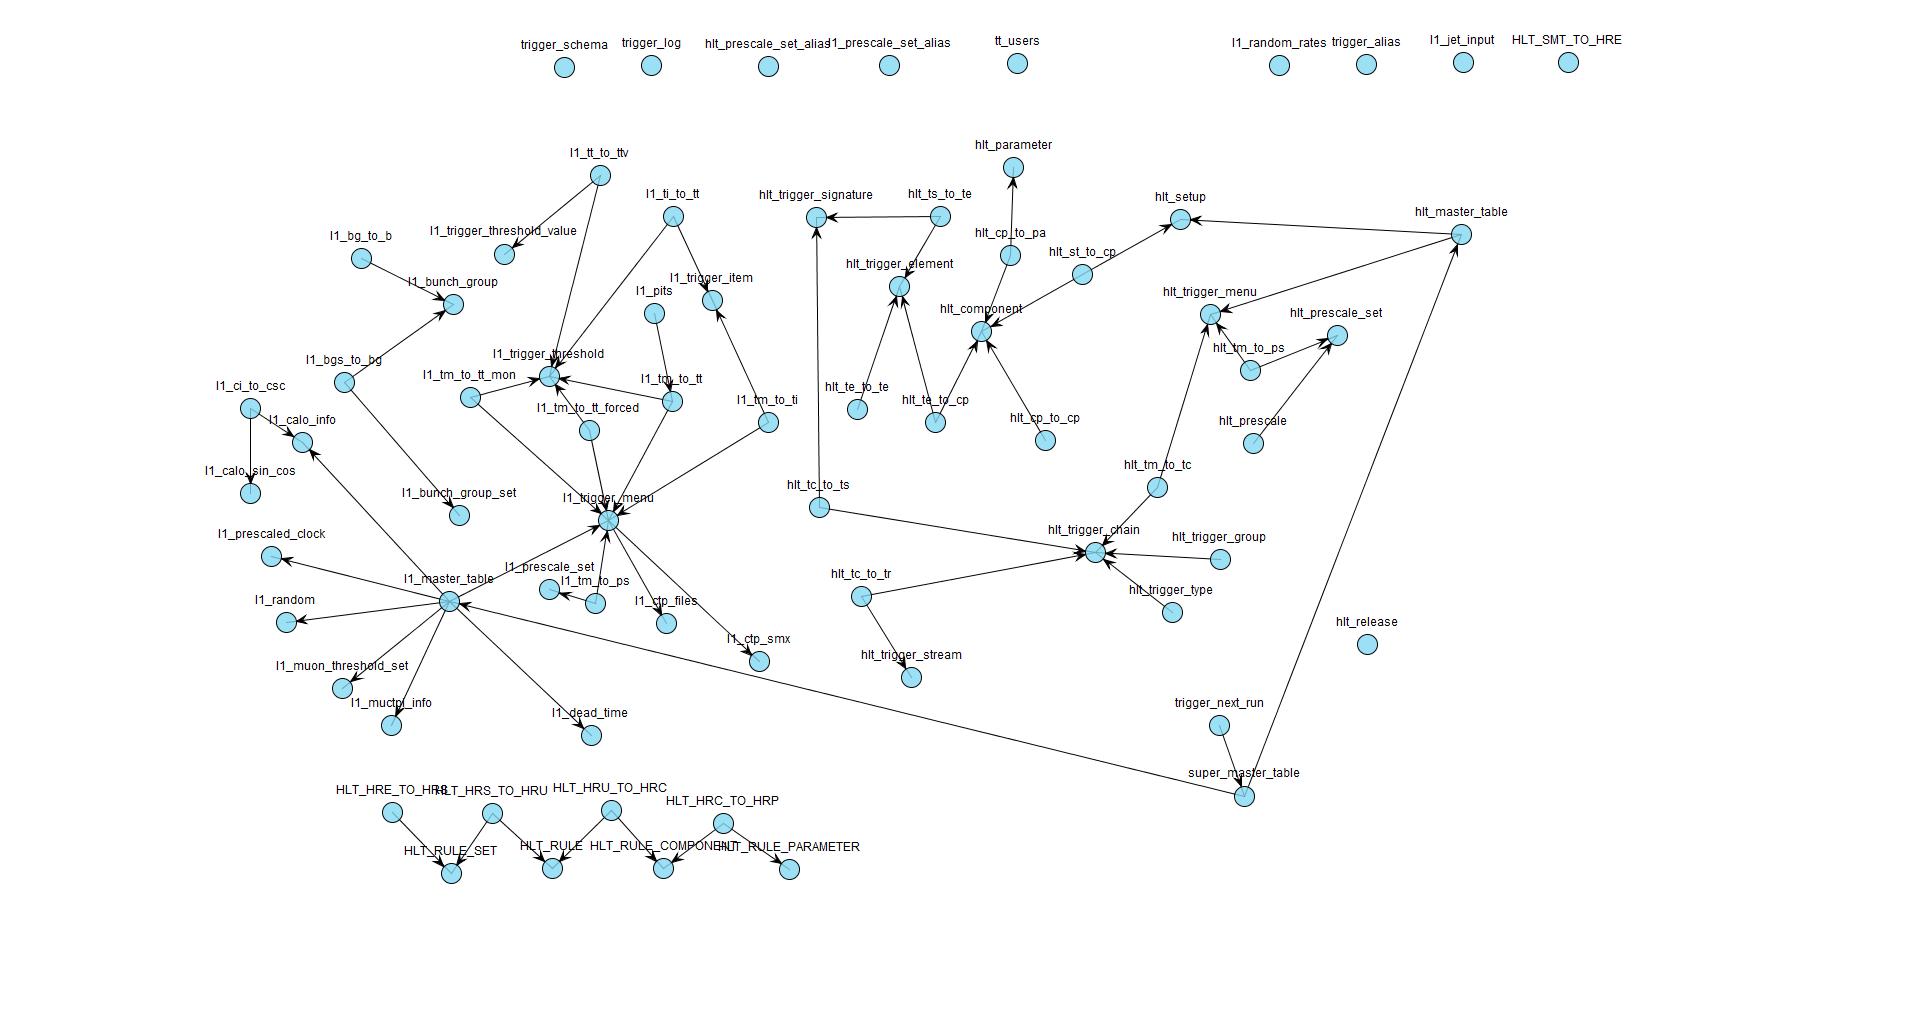 trigger_schema
trigger_log
hlt_prescale_set_alias
l1_prescale_set_alias
tt_users
l1_random_rates
trigger_alias
l1_jet_input
HLT_SMT_TO_HRE
l1_tt_to_ttv
hlt_parameter
l1_ti_to_tt
hlt_trigger_signature
hlt_ts_to_te
hlt_setup
hlt_master_table
l1_bg_to_b
l1_trigger_threshold_value
hlt_cp_to_pa
hlt_st_to_cp
l1_bunch_group
l1_pits
l1_trigger_item
hlt_trigger_element
hlt_component
hlt_trigger_menu
hlt_prescale_set
l1_bgs_to_bg
l1_trigger_threshold
hlt_tm_to_ps
l1_ci_to_csc
l1_tm_to_tt_mon
l1_tm_to_tt
l1_tm_to_ti
hlt_te_to_te
hlt_te_to_cp
l1_calo_info
l1_tm_to_tt_forced
hlt_cp_to_cp
hlt_prescale
l1_calo_sin_cos
l1_bunch_group_set
l1_trigger_menu
hlt_tc_to_ts
hlt_tm_to_tc
l1_prescaled_clock
hlt_trigger_chain
hlt_trigger_group
l1_master_table
l1_prescale_set
l1_tm_to_ps
hlt_tc_to_tr
hlt_trigger_type
l1_random
l1_ctp_files
hlt_release
l1_muon_threshold_set
l1_ctp_smx
hlt_trigger_stream
l1_muctpi_info
l1_dead_time
trigger_next_run
super_master_table
HLT_HRE_TO_HRS
HLT_HRS_TO_HRU
HLT_HRU_TO_HRC
HLT_HRC_TO_HRP
HLT_RULE_SET
HLT_RULE
HLT_RULE_COMPONENT
HLT_RULE_PARAMETER